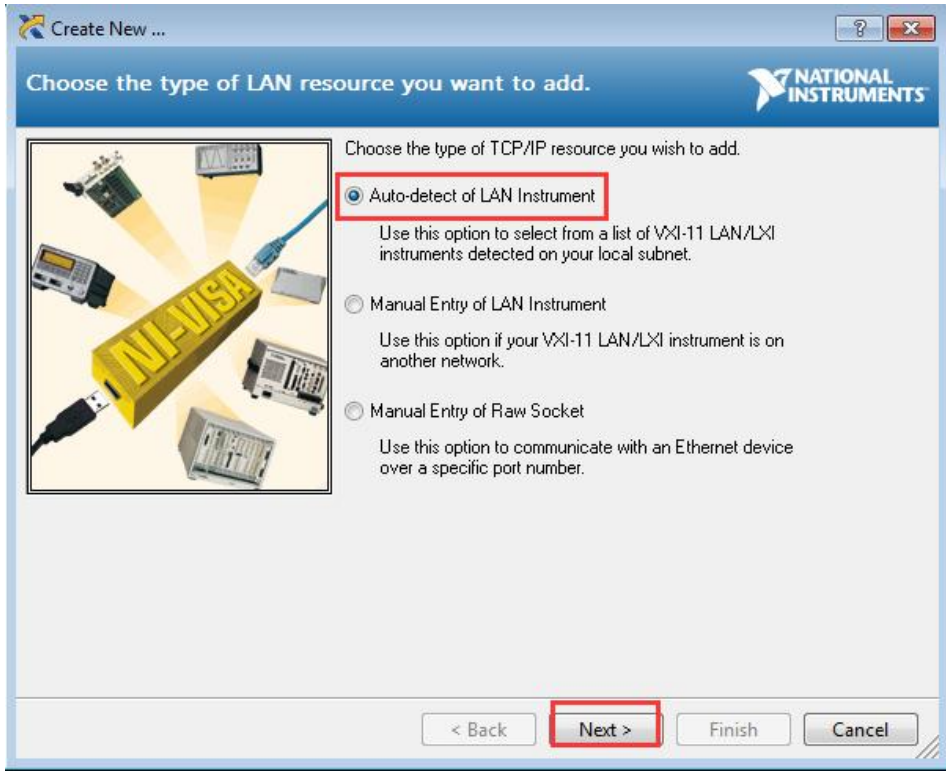 Create New ...
Choose the type of LAN resource you want to add.
NATIONAL
INSTRUMENTS
Choose the type of TCP/IP resource you wish to add.
Auto-detect of LAN Instrument
Use this option to select from a list of VXI-11 LAN/LXI
instruments detected on your local subnet.
Manual Entry of LAN Instrument
Use this option if your VXI-11 LAN/LXI instrument is on
another network.
Manual Entry of Raw Socket
Use this option to communicate with an Ethernet device
over a specific port number.
NI-VISA
< Back
Next >
Finish
Cancel